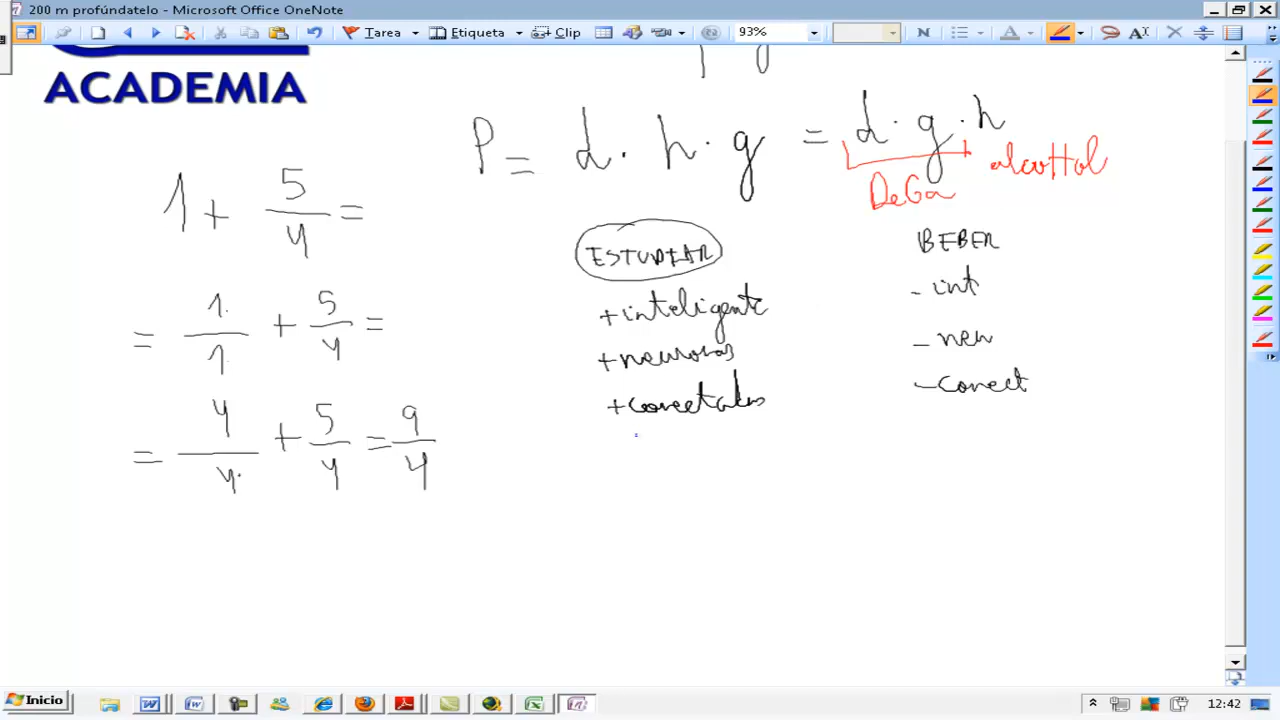 200 m profúndatelo - Microsoft Office OneNote
Tarea Etiqueta Clip 93% N A
ACADEMIA
P = d · h · g = d · g · h
DeGa alcoHol
1 + 5/4 =
= 1/1 + 5/4 =
= 4/4 + 5/4 = 9/4
ESTUDIAR
+ inteligente
+ neuronas
+ conectadas
BEBER
- int
- neu
- conect
Inicio
12:42